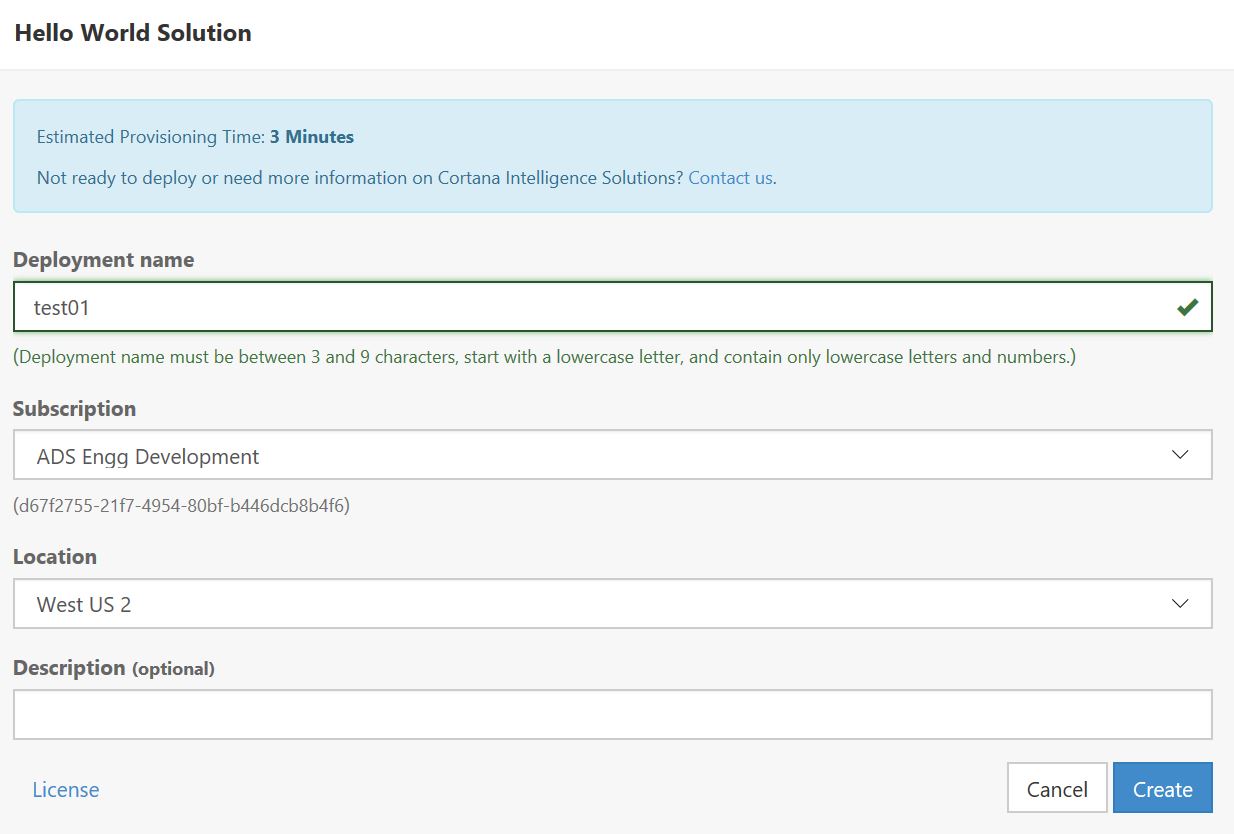 Hello World Solution
Estimated Provisioning Time: 3 Minutes
Not ready to deploy or need more information on Cortana Intelligence Solutions? Contact us.
Deployment name
test01
(Deployment name must be between 3 and 9 characters, start with a lowercase letter, and contain only lowercase letters and numbers.)
Subscription
ADS Engg Development
(d67f2755-21f7-4954-80bf-b446dcb8b4f6)
Location
West US 2
Description (optional)
License
Cancel
Create